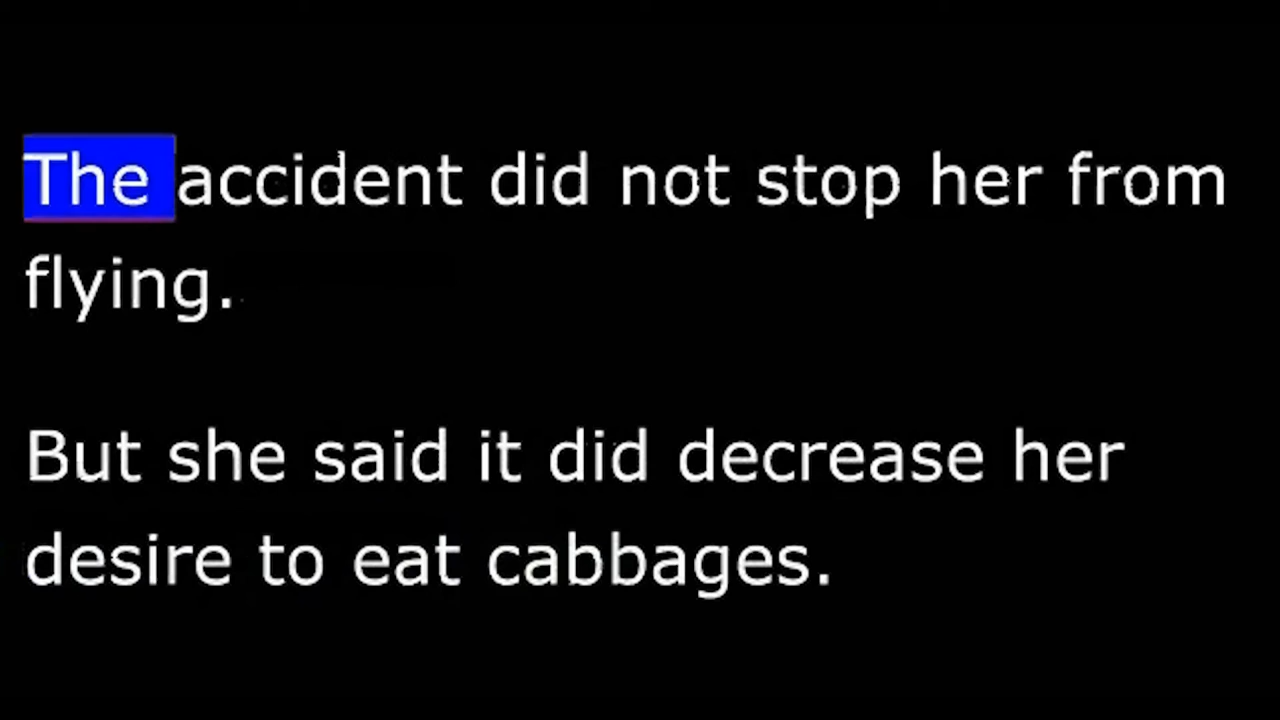 The accident did not stop her from
flying.
But she said it did decrease her
desire to eat cabbages.